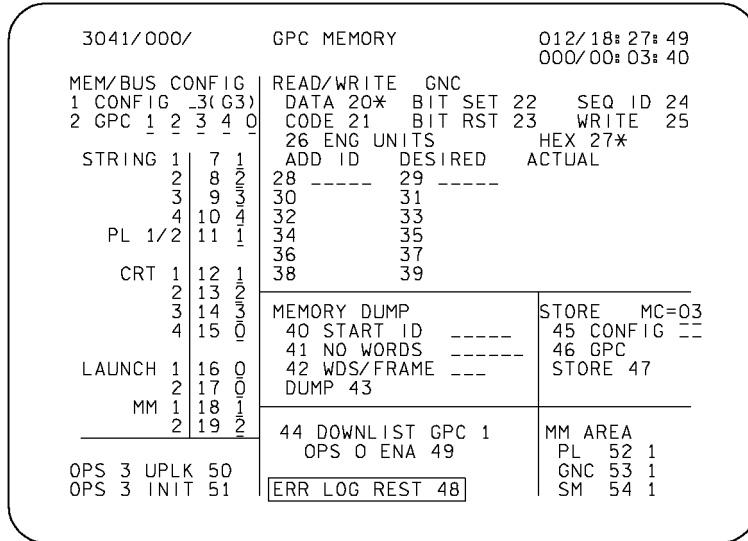 3041/000/ GPC MEMORY 012/18:27:49
000/00:03:40
MEM/BUS CONFIG READ/WRITE GNC
1 CONFIG _3(G3) DATA 20* BIT SET 22 SEQ ID 24
2 GPC 1 2 3 4 0 CODE 21 BIT RST 23 WRITE 25
26 ENG UNITS HEX 27*
STRING 1 7 1 ADD ID DESIRED ACTUAL
2 8 2 28 _____ 29 _____
3 9 3 30 31
4 10 4 32 33
PL 1/2 11 1 34 35
36 37
CRT 1 12 1 38 39
2 13 2
3 14 3 MEMORY DUMP STORE MC=03
4 15 0 40 START ID _____ 45 CONFIG __
41 NO WORDS ______ 46 GPC
LAUNCH 1 16 0 42 WDS/FRAME ___ STORE 47
2 17 0 DUMP 43
MM 1 18 1
2 19 2 44 DOWNLIST GPC 1 MM AREA
OPS 0 ENA 49 PL 52 1
OPS 3 UPLK 50 GNC 53 1
OPS 3 INIT 51 ERR LOG REST 48 SM 54 1